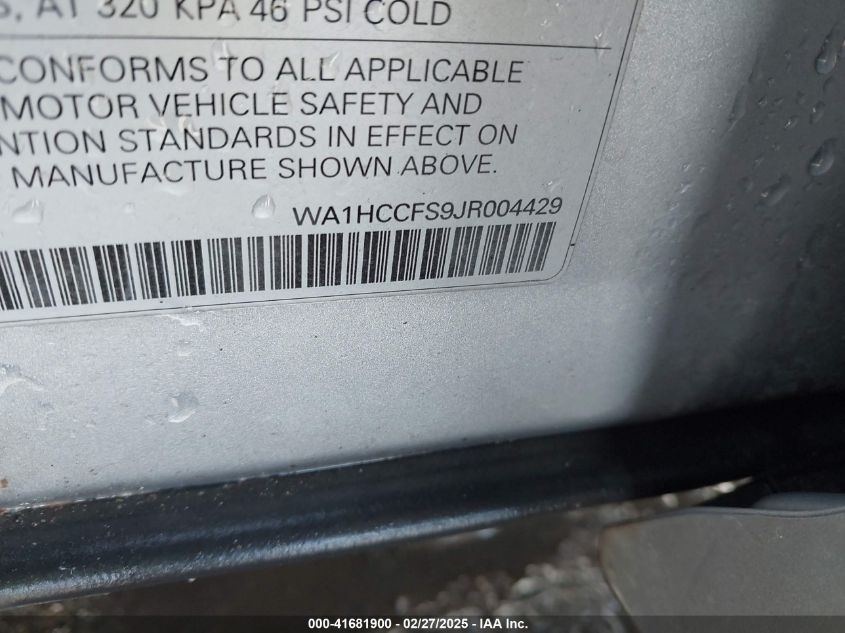 AT 320 KPA 46 PSI COLD
CONFORMS TO ALL APPLICABLE
MOTOR VEHICLE SAFETY AND
NTION STANDARDS IN EFFECT ON
MANUFACTURE SHOWN ABOVE.
WA1HCCFS9JR004429
000-41681900 • 02/27/2025 • IAA Inc.